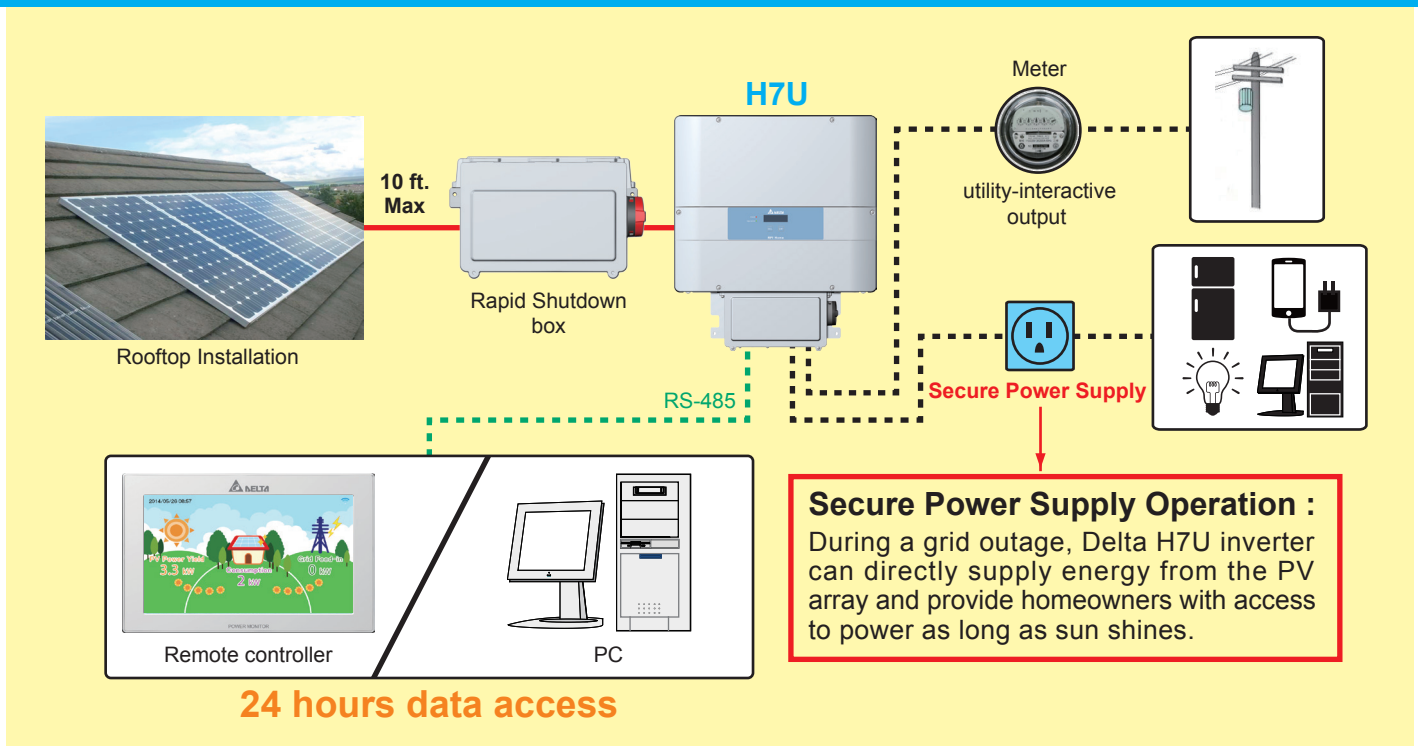 H7U
Meter
10 ft.
Max
utility-interactive
output
Rapid Shutdown
box
Rooftop Installation
RS-485
Secure Power Supply
DELTA
2014/05/28 08:57
PV Power Yield
3.3 kW
Consumption
2 kW
Grid Feed-in
0 kW
POWER MONITOR
Remote controller
PC
24 hours data access
Secure Power Supply Operation :
During a grid outage, Delta H7U inverter
can directly supply energy from the PV
array and provide homeowners with access
to power as long as sun shines.